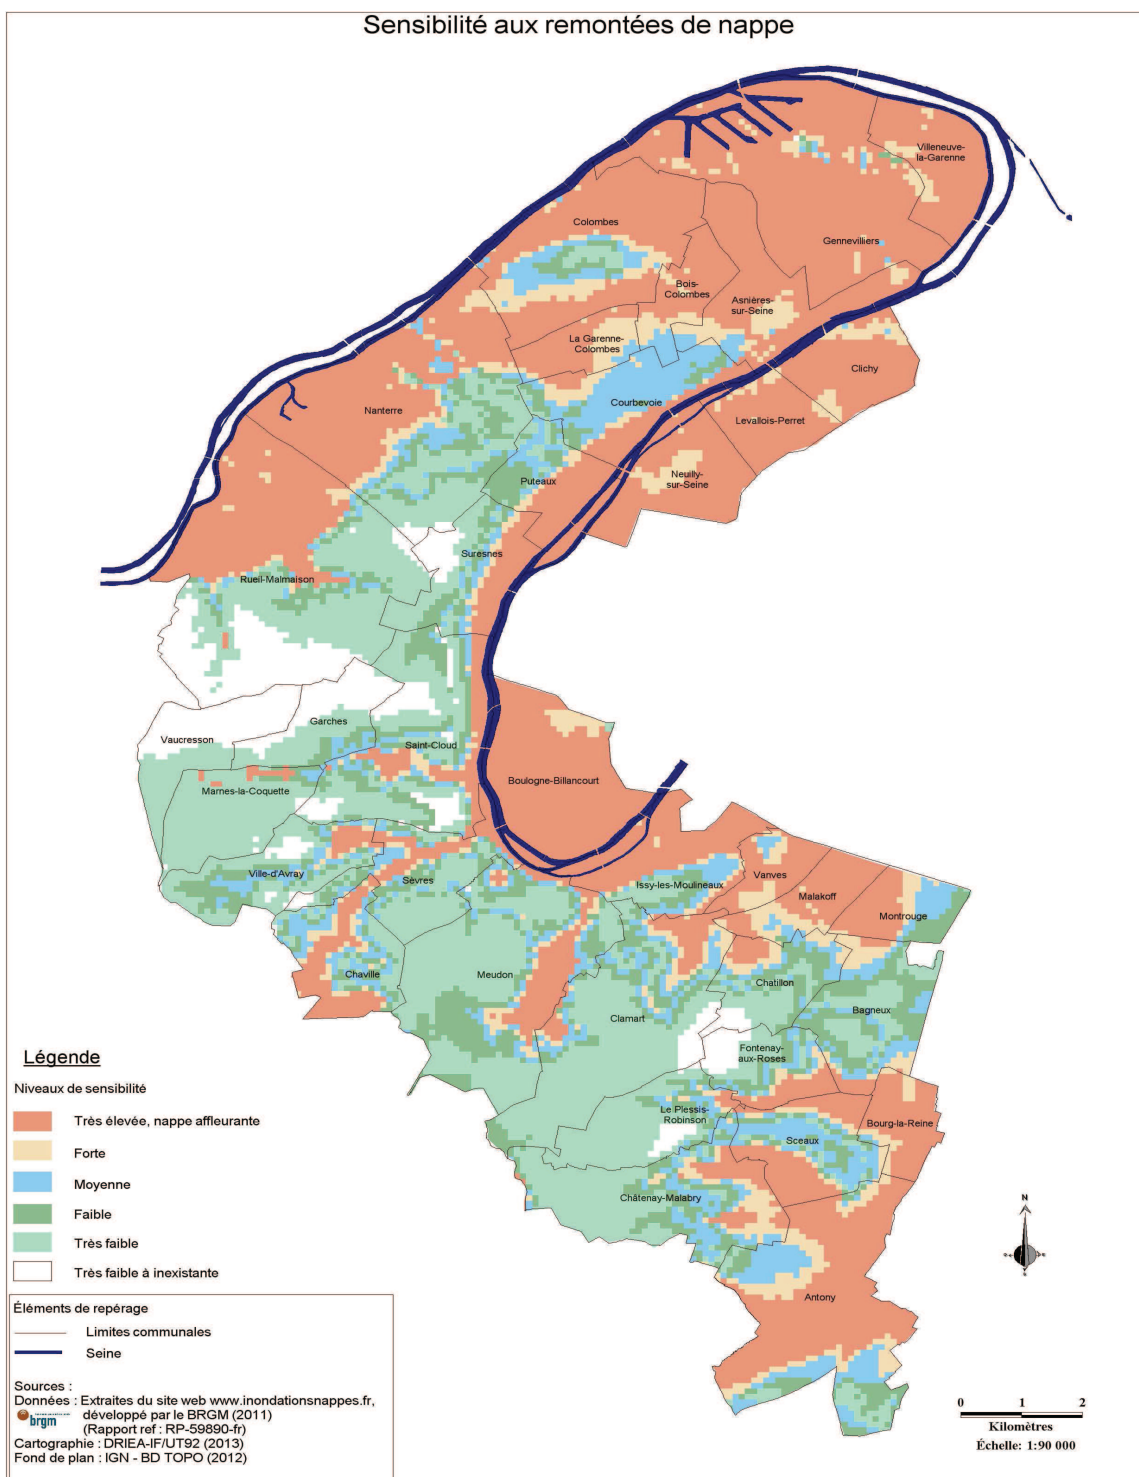 Sensibilité aux remontées de nappe
Villeneuve-
la-Garenne
Colombes
Gennevilliers
Bois-
Colombes
Asnières-
sur-Seine
La Garenne-
Colombes
Clichy
Nanterre
Courbevoie
Levallois-Perret
Neuilly-
sur-Seine
Puteaux
Suresnes
Rueil-Malmaison
Garches
Vaucresson
Saint-Cloud
Boulogne-Billancourt
Marnes-la-Coquette
Ville-d'Avray
Sèvres
Issy-les-Moulineaux
Vanves
Malakoff
Montrouge
Chaville
Meudon
Chatillon
Clamart
Bagneux
Fontenay-
aux-Roses
Le Plessis-
Robinson
Bourg-la-Reine
Sceaux
Châtenay-Malabry
Antony
Légende
Niveaux de sensibilité
Très élevée, nappe affleurante
Forte
Moyenne
Faible
Très faible
Très faible à inexistante
Éléments de repérage
Limites communales
Seine
Sources :
Données : Extraites du site web www.inondationsnappes.fr,
brgm développé par le BRGM (2011)
(Rapport ref : RP-59890-fr)
Cartographie : DRIEA-IF/UT92 (2013)
Fond de plan : IGN - BD TOPO (2012)
N
0 1 2
Kilomètres
Échelle: 1:90 000